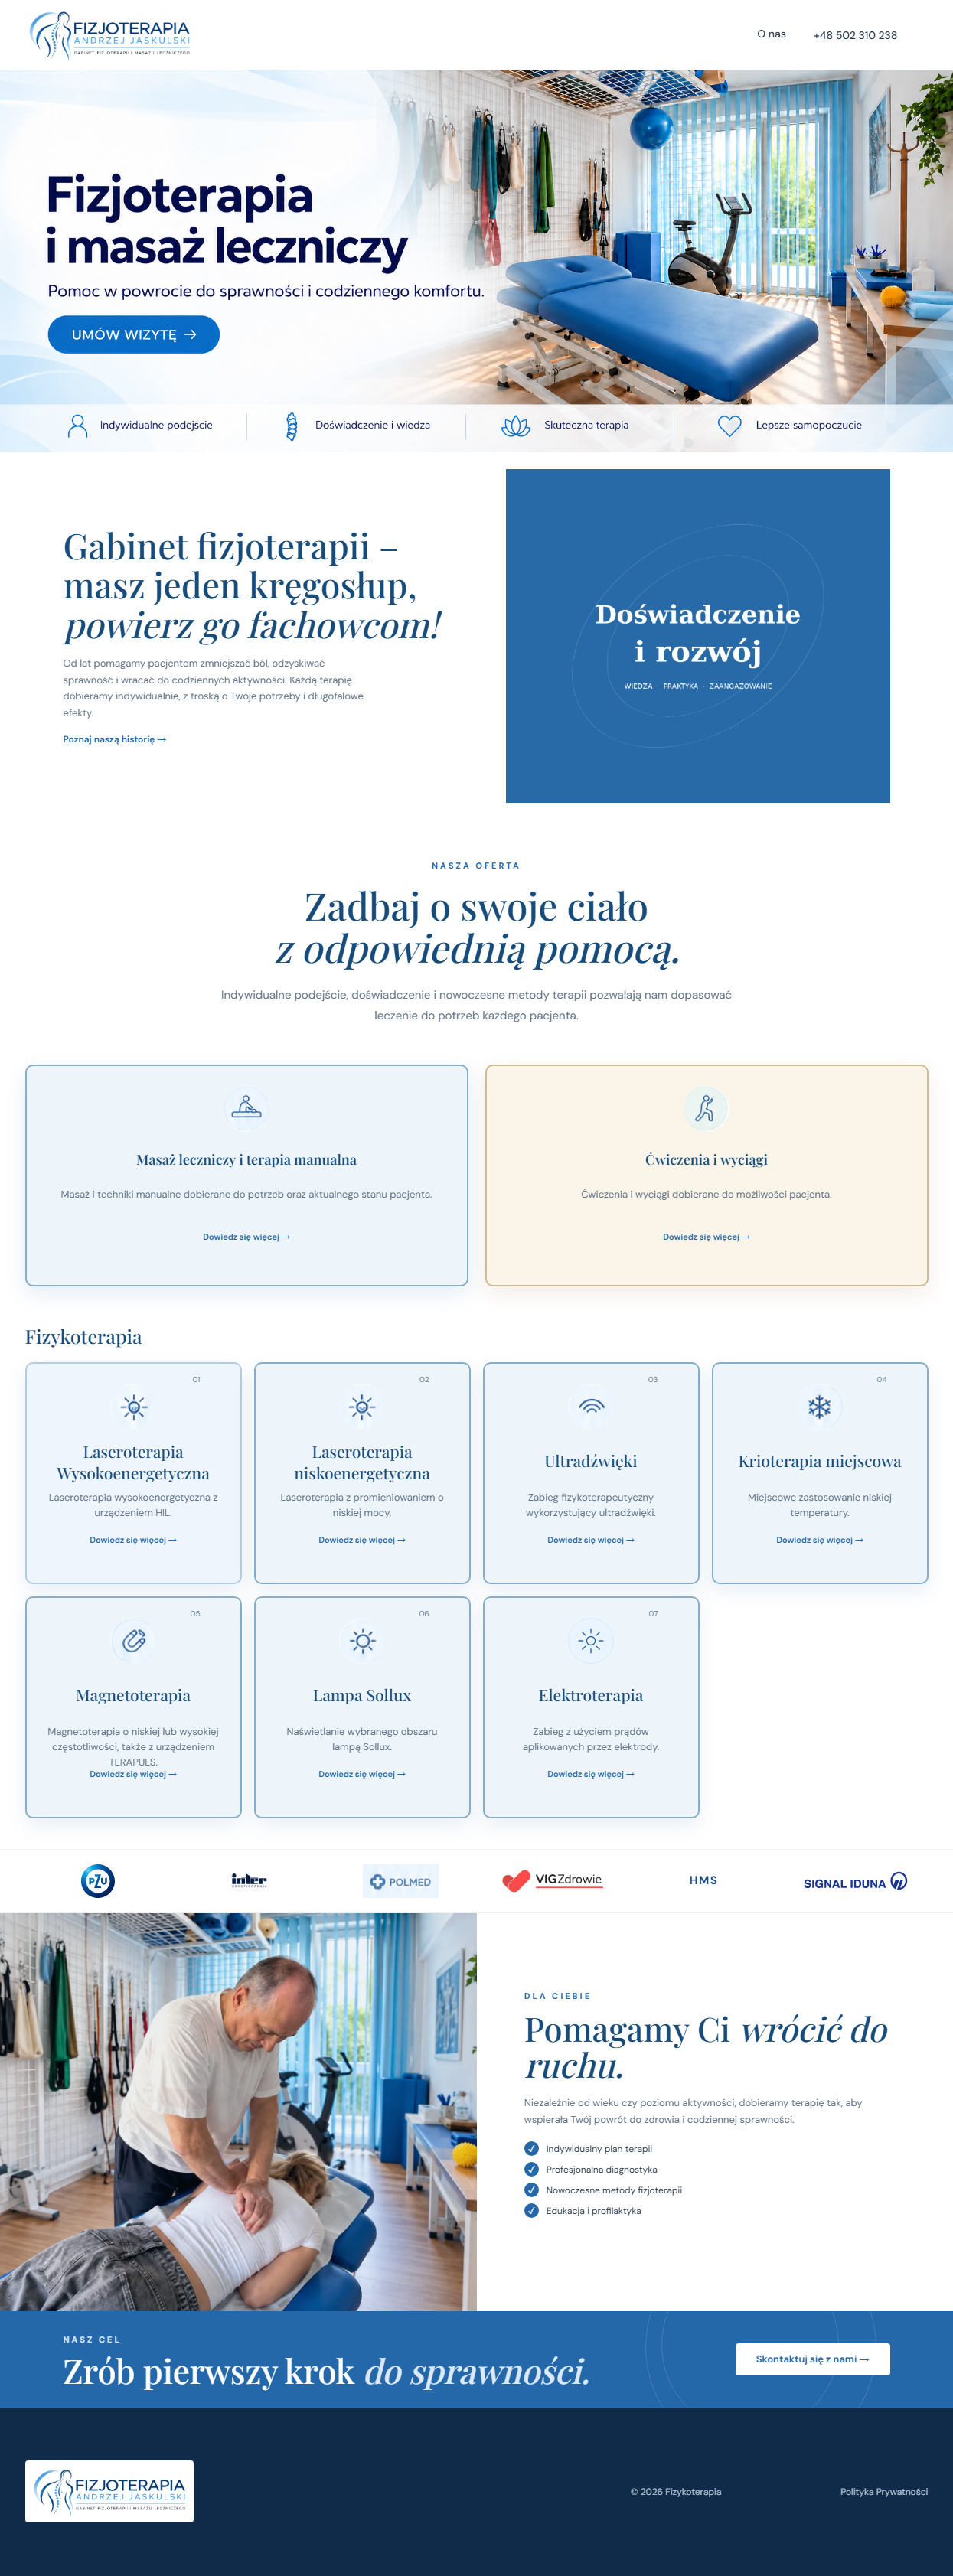 FIZJOTERAPIA
ANDRZEJ JASKULSKI
GABINET FIZJOTERAPII I MASAŻU LECZNICZEGO
O nas
+48 502 310 238
Fizjoterapia
i masaż leczniczy
Pomoc w powrocie do sprawności i codziennego komfortu.
UMÓW WIZYTĘ →
Indywidualne podejście
Doświadczenie i wiedza
Skuteczna terapia
Lepsze samopoczucie
Gabinet fizjoterapii –
masz jeden kręgosłup,
powierz go fachowcom!
Od lat pomagamy pacjentom zmniejszać ból, odzyskiwać
sprawność i wracać do codziennych aktywności. Każdą terapię
dobieramy indywidualnie, z troską o Twoje potrzeby i długofalowe
efekty.
Poznaj naszą historię →
Doświadczenie
i rozwój
WIEDZA · PRAKTYKA · ZAANGAŻOWANIE
NASZA OFERTA
Zadbaj o swoje ciało
z odpowiednią pomocą.
Indywidualne podejście, doświadczenie i nowoczesne metody terapii pozwalają nam dopasować
leczenie do potrzeb każdego pacjenta.
Masaż leczniczy i terapia manualna
Masaż i techniki manualne dobierane do potrzeb oraz aktualnego stanu pacjenta.
Dowiedz się więcej →
Ćwiczenia i wyciągi
Ćwiczenia i wyciągi dobierane do możliwości pacjenta.
Dowiedz się więcej →
Fizykoterapia
01
Laseroterapia
Wysokoenergetyczna
Laseroterapia wysokoenergetyczna z
urządzeniem HIL.
Dowiedz się więcej →
02
Laseroterapia
niskoenergetyczna
Laseroterapia z promieniowaniem o
niskiej mocy.
Dowiedz się więcej →
03
Ultradźwięki
Zabieg fizykoterapeutyczny
wykorzystujący ultradźwięki.
Dowiedz się więcej →
04
Krioterapia miejscowa
Miejscowe zastosowanie niskiej
temperatury.
Dowiedz się więcej →
05
Magnetoterapia
Magnetoterapia o niskiej lub wysokiej
częstotliwości, także z urządzeniem
TERAPULS.
Dowiedz się więcej →
06
Lampa Sollux
Naświetlanie wybranego obszaru
lampą Sollux.
Dowiedz się więcej →
07
Elektroterapia
Zabieg z użyciem prądów
aplikowanych przez elektrody.
Dowiedz się więcej →
PZU
inter
POLMED
VIG Zdrowie.
HMS
SIGNAL IDUNA
DLA CIEBIE
Pomagamy Ci wrócić do
ruchu.
Niezależnie od wieku czy poziomu aktywności, dobieramy terapię tak, aby
wspierała Twój powrót do zdrowia i codziennej sprawności.
Indywidualny plan terapii
Profesjonalna diagnostyka
Nowoczesne metody fizjoterapii
Edukacja i profilaktyka
NASZ CEL
Zrób pierwszy krok do sprawności.
Skontaktuj się z nami →
FIZJOTERAPIA
ANDRZEJ JASKULSKI
GABINET FIZJOTERAPII I MASAŻU LECZNICZEGO
© 2026 Fizykoterapia
Polityka Prywatności